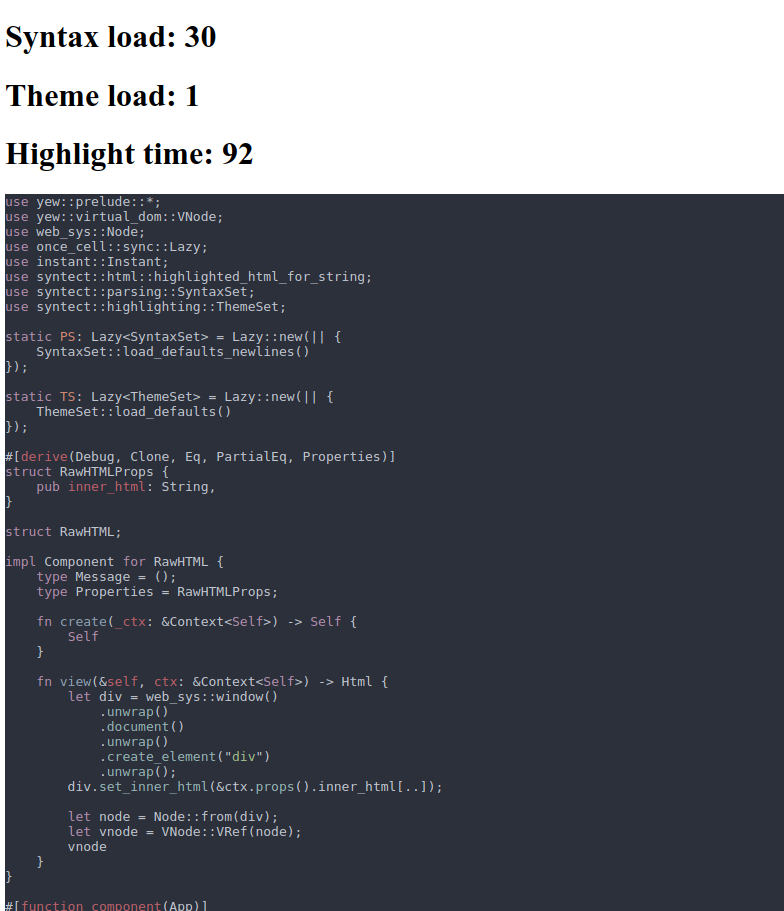 Syntax load: 30
Theme load: 1
Highlight time: 92
use yew::prelude::*;
use yew::virtual_dom::VNode;
use web_sys::Node;
use once_cell::sync::Lazy;
use instant::Instant;
use syntect::html::highlighted_html_for_string;
use syntect::parsing::SyntaxSet;
use syntect::highlighting::ThemeSet;

static PS: Lazy<SyntaxSet> = Lazy::new(|| {
    SyntaxSet::load_defaults_newlines()
});

static TS: Lazy<ThemeSet> = Lazy::new(|| {
    ThemeSet::load_defaults()
});

#[derive(Debug, Clone, Eq, PartialEq, Properties)]
struct RawHTMLProps {
    pub inner_html: String,
}

struct RawHTML;

impl Component for RawHTML {
    type Message = ();
    type Properties = RawHTMLProps;

    fn create(_ctx: &Context<Self>) -> Self {
        Self
    }

    fn view(&self, ctx: &Context<Self>) -> Html {
        let div = web_sys::window()
            .unwrap()
            .document()
            .unwrap()
            .create_element("div")
            .unwrap();
        div.set_inner_html(&ctx.props().inner_html[..]);

        let node = Node::from(div);
        let vnode = VNode::VRef(node);
        vnode
    }
}

#[function_component(App)]